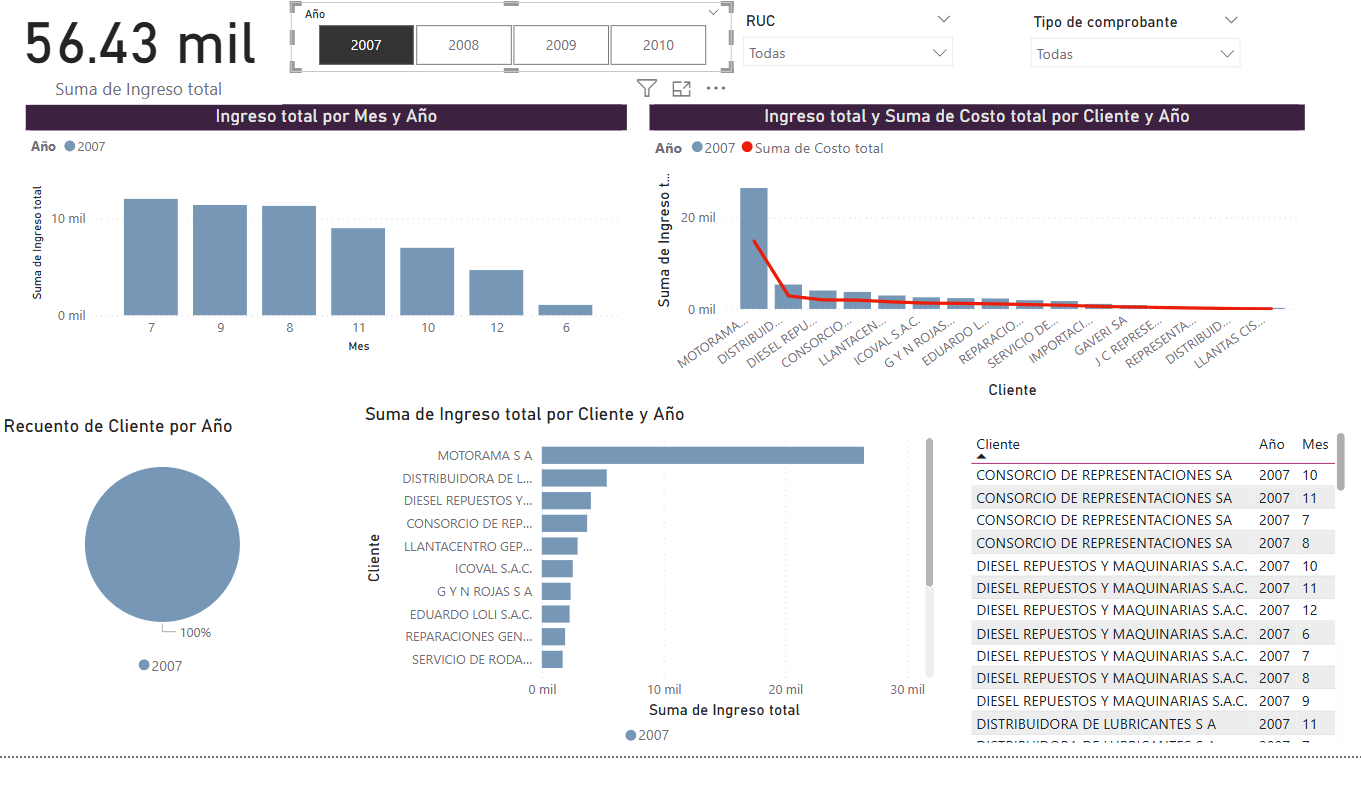 56.43 mil
Suma de Ingreso total
Año
2007 2008 2009 2010
RUC
Todas
Tipo de comprobante
Todas
Ingreso total por Mes y Año
Año 2007
Suma de Ingreso total
10 mil
0 mil
7 9 8 11 10 12 6
Mes
Ingreso total y Suma de Costo total por Cliente y Año
Año 2007 Suma de Costo total
Suma de Ingreso t...
20 mil
0 mil
MOTORAMA...
DISTRIBUID...
DIESEL REPU...
CONSORCIO...
LLANTACEN...
ICOVAL S.A.C.
G Y N ROJAS...
EDUARDO L...
REPARACIO...
SERVICIO DE...
IMPORTACI...
GAVERI SA
J C REPRESE...
REPRESENTA...
DISTRIBUID...
LLANTAS CIS...
Cliente
Recuento de Cliente por Año
100%
2007
Suma de Ingreso total por Cliente y Año
Cliente
MOTORAMA S A
DISTRIBUIDORA DE L...
DIESEL REPUESTOS Y...
CONSORCIO DE REP...
LLANTACENTRO GEP...
ICOVAL S.A.C.
G Y N ROJAS S A
EDUARDO LOLI S.A.C.
REPARACIONES GEN...
SERVICIO DE RODA...
0 mil 10 mil 20 mil 30 mil
Suma de Ingreso total
2007
Cliente Año Mes
CONSORCIO DE REPRESENTACIONES SA 2007 10
CONSORCIO DE REPRESENTACIONES SA 2007 11
CONSORCIO DE REPRESENTACIONES SA 2007 7
CONSORCIO DE REPRESENTACIONES SA 2007 8
DIESEL REPUESTOS Y MAQUINARIAS S.A.C. 2007 10
DIESEL REPUESTOS Y MAQUINARIAS S.A.C. 2007 11
DIESEL REPUESTOS Y MAQUINARIAS S.A.C. 2007 12
DIESEL REPUESTOS Y MAQUINARIAS S.A.C. 2007 6
DIESEL REPUESTOS Y MAQUINARIAS S.A.C. 2007 7
DIESEL REPUESTOS Y MAQUINARIAS S.A.C. 2007 8
DIESEL REPUESTOS Y MAQUINARIAS S.A.C. 2007 9
DISTRIBUIDORA DE LUBRICANTES S A 2007 11